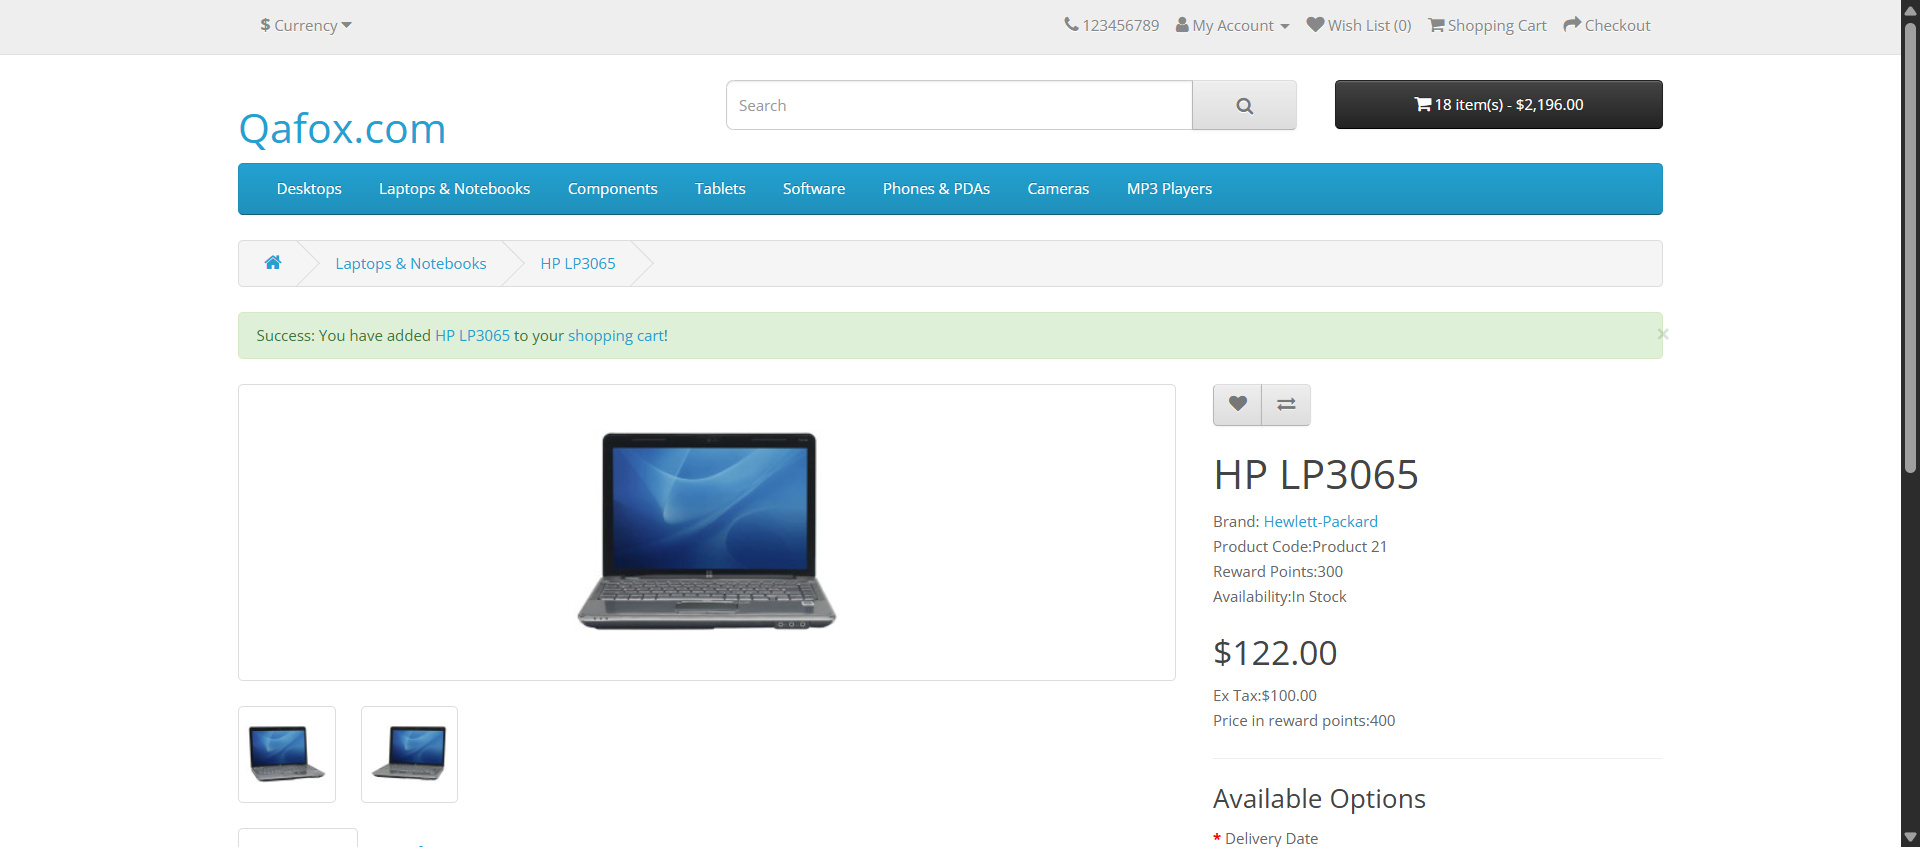 $ Currency
123456789 My Account Wish List (0) Shopping Cart Checkout
Qafox.com
Search
18 item(s) - $2,196.00
Desktops Laptops & Notebooks Components Tablets Software Phones & PDAs Cameras MP3 Players
Laptops & Notebooks HP LP3065
Success: You have added HP LP3065 to your shopping cart!
×
HP LP3065
Brand: Hewlett-Packard
Product Code:Product 21
Reward Points:300
Availability:In Stock
$122.00
Ex Tax:$100.00
Price in reward points:400
Available Options
* Delivery Date